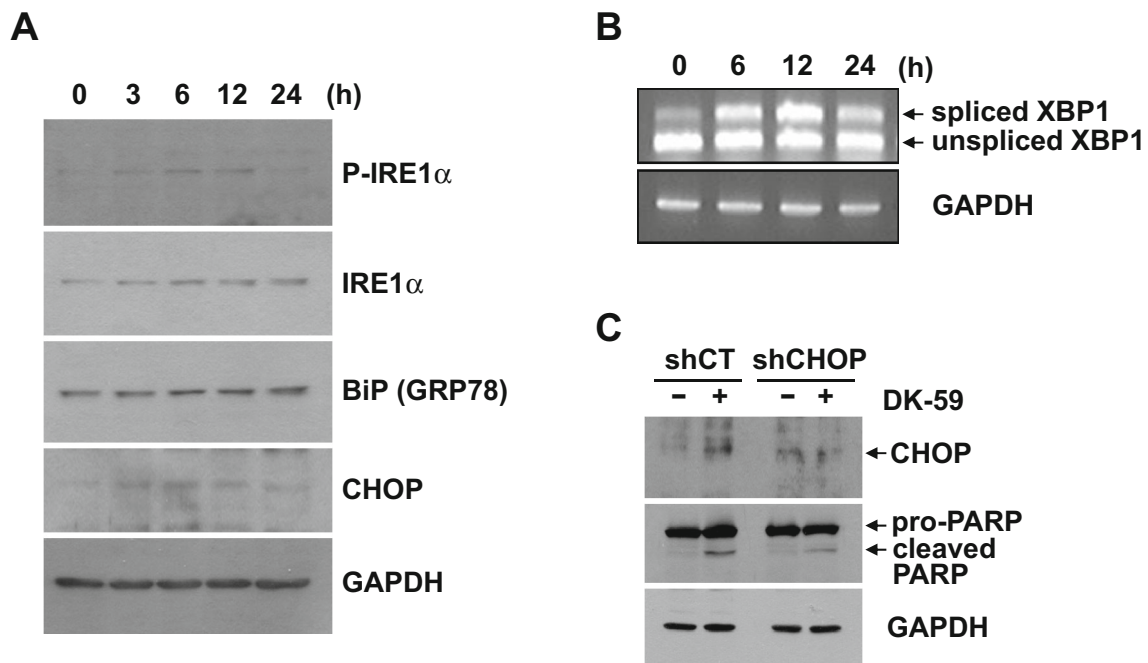 A
0 3 6 12 24 (h)
P-IRE1α
IRE1α
BiP (GRP78)
CHOP
GAPDH
B
0 6 12 24 (h)
spliced XBP1
unspliced XBP1
GAPDH
C
shCT shCHOP
− + − + DK-59
CHOP
pro-PARP
cleaved
PARP
GAPDH